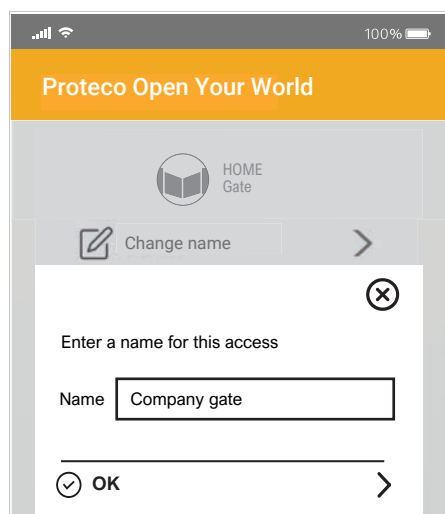 100%
Proteco Open Your World
HOME
Gate
Change name
Enter a name for this access
Name Company gate
OK